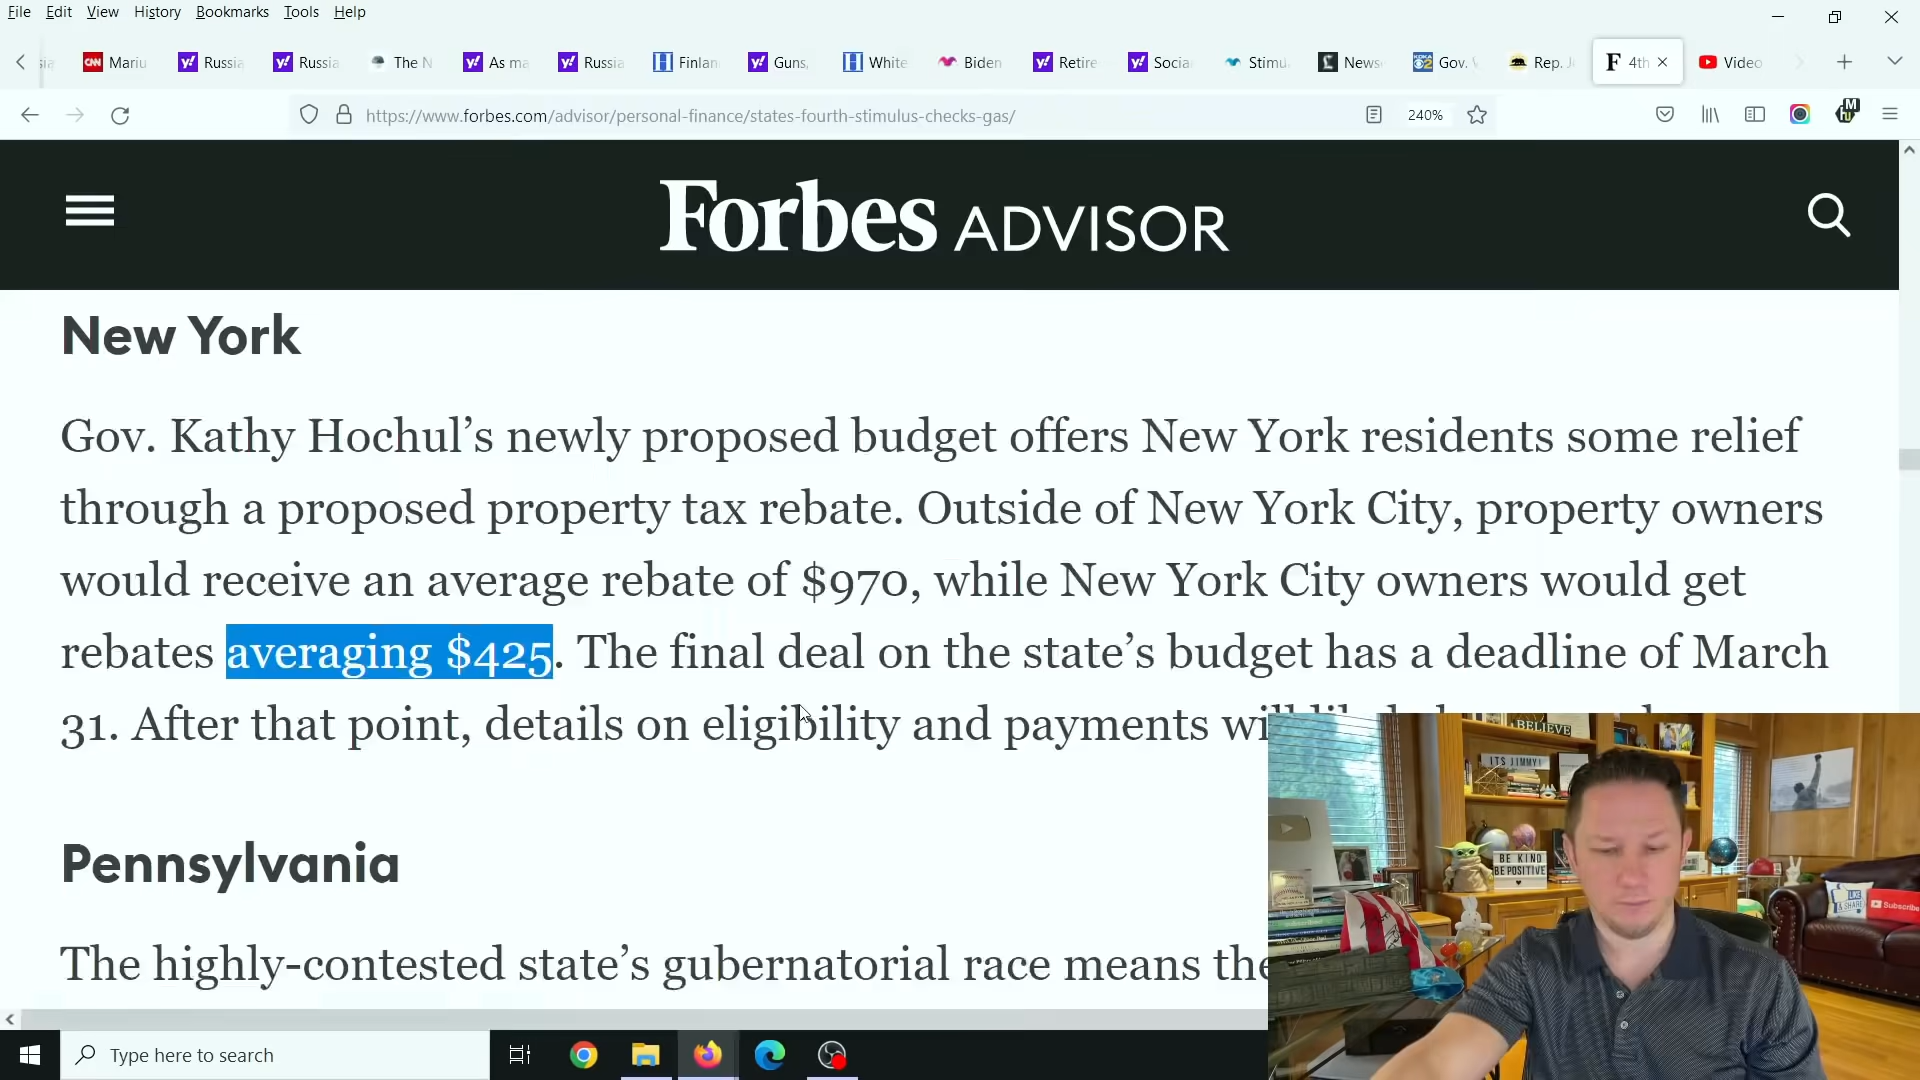 File Edit View History Bookmarks Tools Help
Mariu Russia Russia The N As ma Russia Finlan Guns, White Biden Retire Socia Stimu News Gov. Rep. J 4th Video
https://www.forbes.com/advisor/personal-finance/states-fourth-stimulus-checks-gas/ 240%
Forbes ADVISOR
New York
Gov. Kathy Hochul’s newly proposed budget offers New York residents some relief
through a proposed property tax rebate. Outside of New York City, property owners
would receive an average rebate of $970, while New York City owners would get
rebates averaging $425. The final deal on the state’s budget has a deadline of March
31. After that point, details on eligibility and payments
Pennsylvania
The highly-contested state’s gubernatorial race means the
BELIEVE
ITS JIMMY!
BE KIND
BE POSITIVE
LIKE
& SHARE
Subscribe
Type here to search